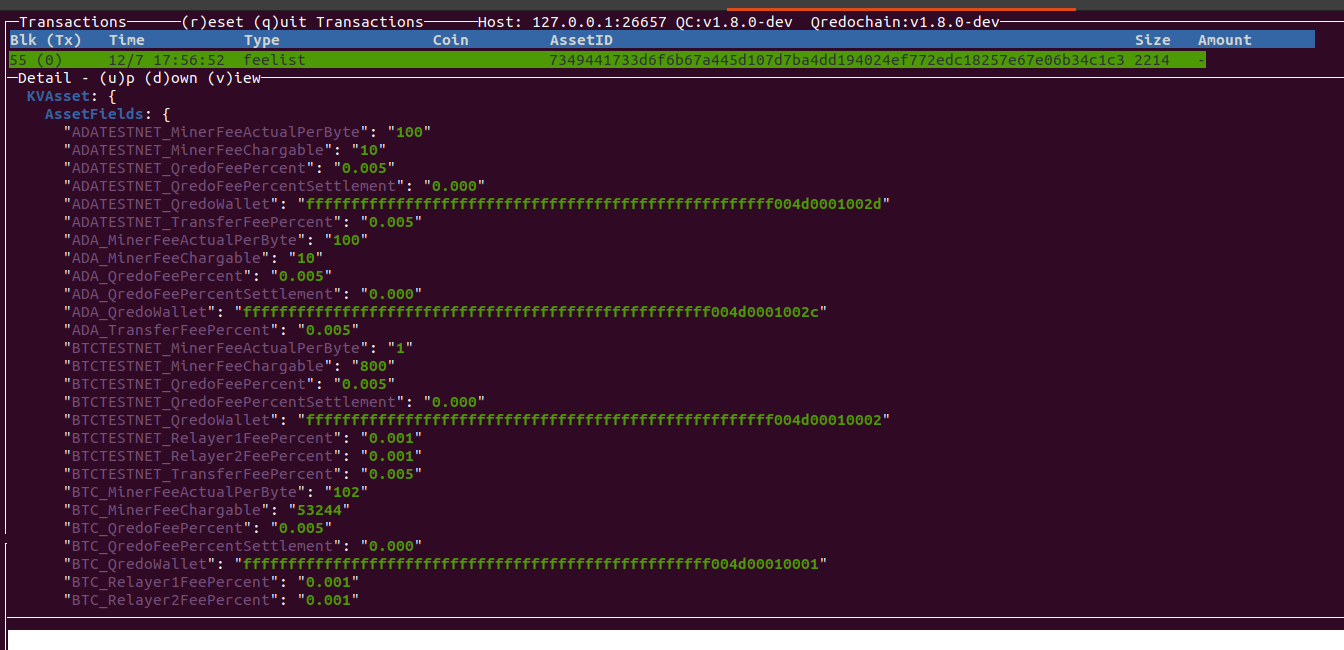 Transactions (r)eset (q)uit Transactions Host: 127.0.0.1:26657 QC:v1.8.0-dev Qredochain:v1.8.0-dev
Blk (Tx) Time Type Coin AssetID Size Amount
55 (0) 12/7 17:56:52 feelist 7349441733d6f6b67a445d107d7ba4dd194024ef772edc18257e67e06b34c1c3 2214 -
Detail - (u)p (d)own (v)iew
KVAsset: {
AssetFields: {
"ADATESTNET_MinerFeeActualPerByte": "100"
"ADATESTNET_MinerFeeChargable": "10"
"ADATESTNET_QredoFeePercent": "0.005"
"ADATESTNET_QredoFeePercentSettlement": "0.000"
"ADATESTNET_QredoWallet": "ffffffffffffffffffffffffffffffffffffffffffffffffffff004d0001002d"
"ADATESTNET_TransferFeePercent": "0.005"
"ADA_MinerFeeActualPerByte": "100"
"ADA_MinerFeeChargable": "10"
"ADA_QredoFeePercent": "0.005"
"ADA_QredoFeePercentSettlement": "0.000"
"ADA_QredoWallet": "ffffffffffffffffffffffffffffffffffffffffffffffffffff004d0001002c"
"ADA_TransferFeePercent": "0.005"
"BTCTESTNET_MinerFeeActualPerByte": "1"
"BTCTESTNET_MinerFeeChargable": "800"
"BTCTESTNET_QredoFeePercent": "0.005"
"BTCTESTNET_QredoFeePercentSettlement": "0.000"
"BTCTESTNET_QredoWallet": "ffffffffffffffffffffffffffffffffffffffffffffffffffff004d00010002"
"BTCTESTNET_Relayer1FeePercent": "0.001"
"BTCTESTNET_Relayer2FeePercent": "0.001"
"BTCTESTNET_TransferFeePercent": "0.005"
"BTC_MinerFeeActualPerByte": "102"
"BTC_MinerFeeChargable": "53244"
"BTC_QredoFeePercent": "0.005"
"BTC_QredoFeePercentSettlement": "0.000"
"BTC_QredoWallet": "ffffffffffffffffffffffffffffffffffffffffffffffffffff004d00010001"
"BTC_Relayer1FeePercent": "0.001"
"BTC_Relayer2FeePercent": "0.001"